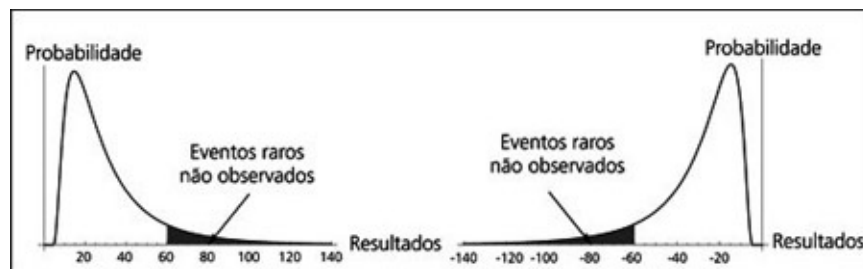 Probabilidade
Eventos raros
não observados
Resultados
20 40 60 80 100 120 140
Probabilidade
Eventos raros
não observados
Resultados
-140 -120 -100 -80 -60 -40 -20